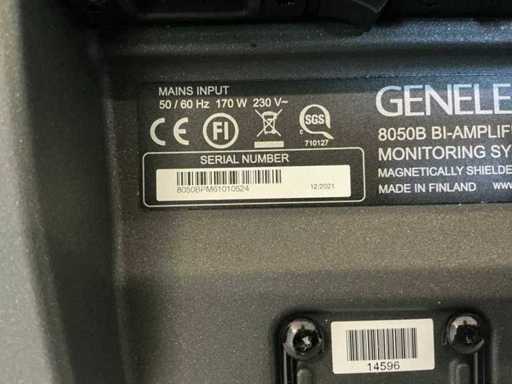 MAINS INPUT
50 / 60 Hz 170 W 230 V~
CE FI SGS
c
710127
SERIAL NUMBER
8050BPM61010524
12/2021
GENELE
8050B BI-AMPLIF
MONITORING SY
MAGNETICALLY SHIELDE
MADE IN FINLAND www.
14596